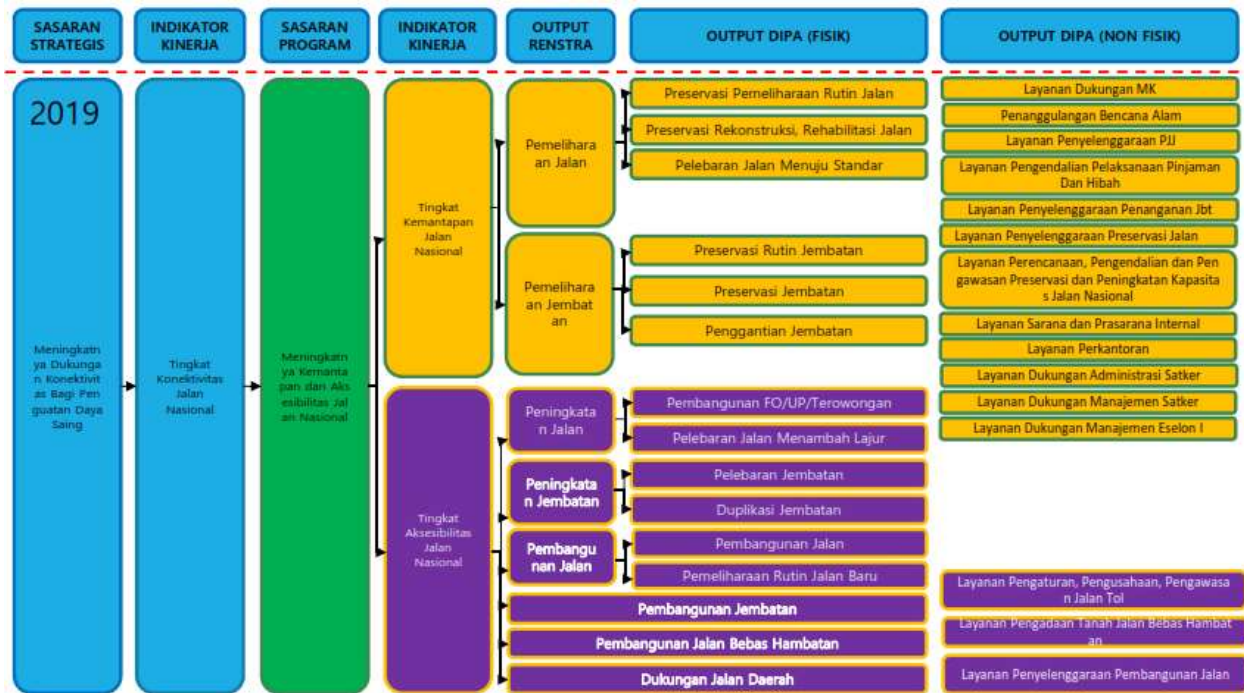 SASARAN
STRATEGIS
INDIKATOR
KINERJA
SASARAN
PROGRAM
INDIKATOR
KINERJA
OUTPUT
RENSTRA
OUTPUT DIPA (FISIK)
OUTPUT DIPA (NON FISIK)
2019
Meningkatn
ya Dukunga
n Konektivit
as Bagi Pen
guatan Daya
Saing
Tingkat
Konektivitas
Jalan
Nasional
Meningkatn
ya Kemanta
pan dan Aks
esibilitas Jal
an Nasional
Tingkat
Kemantapan
Jalan
Nasional
Tingkat
Aksesibilitas
Jalan
Nasional
Pemelihara
an Jalan
Pemelihar
an Jembat
an
Peningkata
n Jalan
Peningkata
n Jembatan
Pembangu
nan Jalan
Preservasi Pemeliharaan Rutin Jalan
Preservasi Rekonstruksi, Rehabilitasi Jalan
Pelebaran Jalan Menuju Standar
Preservasi Rutin Jembatan
Preservasi Jembatan
Penggantian Jembatan
Pembangunan FO/UP/Terowongan
Pelebaran Jalan Menambah Lajur
Pelebaran Jembatan
Duplikasi Jembatan
Pembangunan Jalan
Pemeliharaan Rutin Jalan Baru
Pembangunan Jembatan
Pembangunan Jalan Bebas Hambatan
Dukungan Jalan Daerah
Layanan Dukungan MK
Penanggulangan Bencana Alam
Layanan Penyelenggaraan PJJ
Layanan Pengendalian Pelaksanaan Pinjaman
Dan Hibah
Layanan Penyelenggaraan Penanganan Jbt
Layanan Penyelenggaraan Preservasi Jalan
Layanan Perencanaan, Pengendalian dan Pen
gawasan Preservasi dan Peningkatan Kapasita
s Jalan Nasional
Layanan Sarana dan Prasarana Internal
Layanan Perkantoran
Layanan Dukungan Administrasi Satker
Layanan Dukungan Manajemen Satker
Layanan Dukungan Manajemen Eselon I
Layanan Pengaturan, Pengusahaan, Pengawasa
n Jalan Tol
Layanan Pengadaan Tanah Jalan Bebas Hambat
an
Layanan Penyelenggaraan Pembangunan Jalan